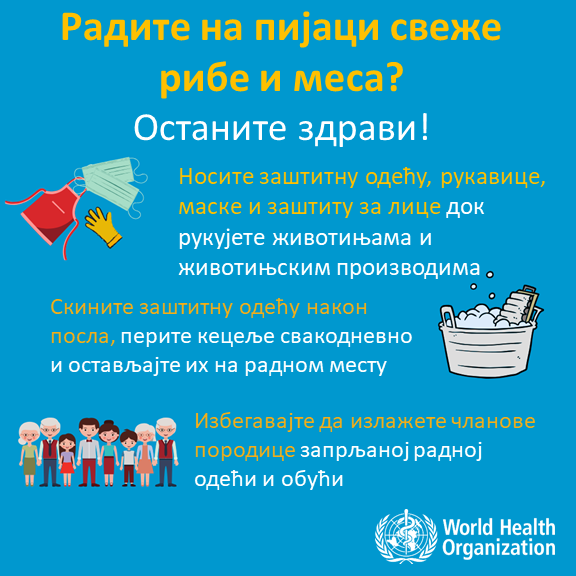 Радите на пијаци свеже
рибе и меса?
Останите здрави!
Носите заштитну одећу, рукавице,
маске и заштиту за лице док
рукујете животињама и
животињским производима
Скините заштитну одећу након
посла, перите кецеље свакодневно
и остављајте их на радном месту
Избегавајте да излажете чланове
породице запрљаној радној
одећи и обући
World Health
Organization